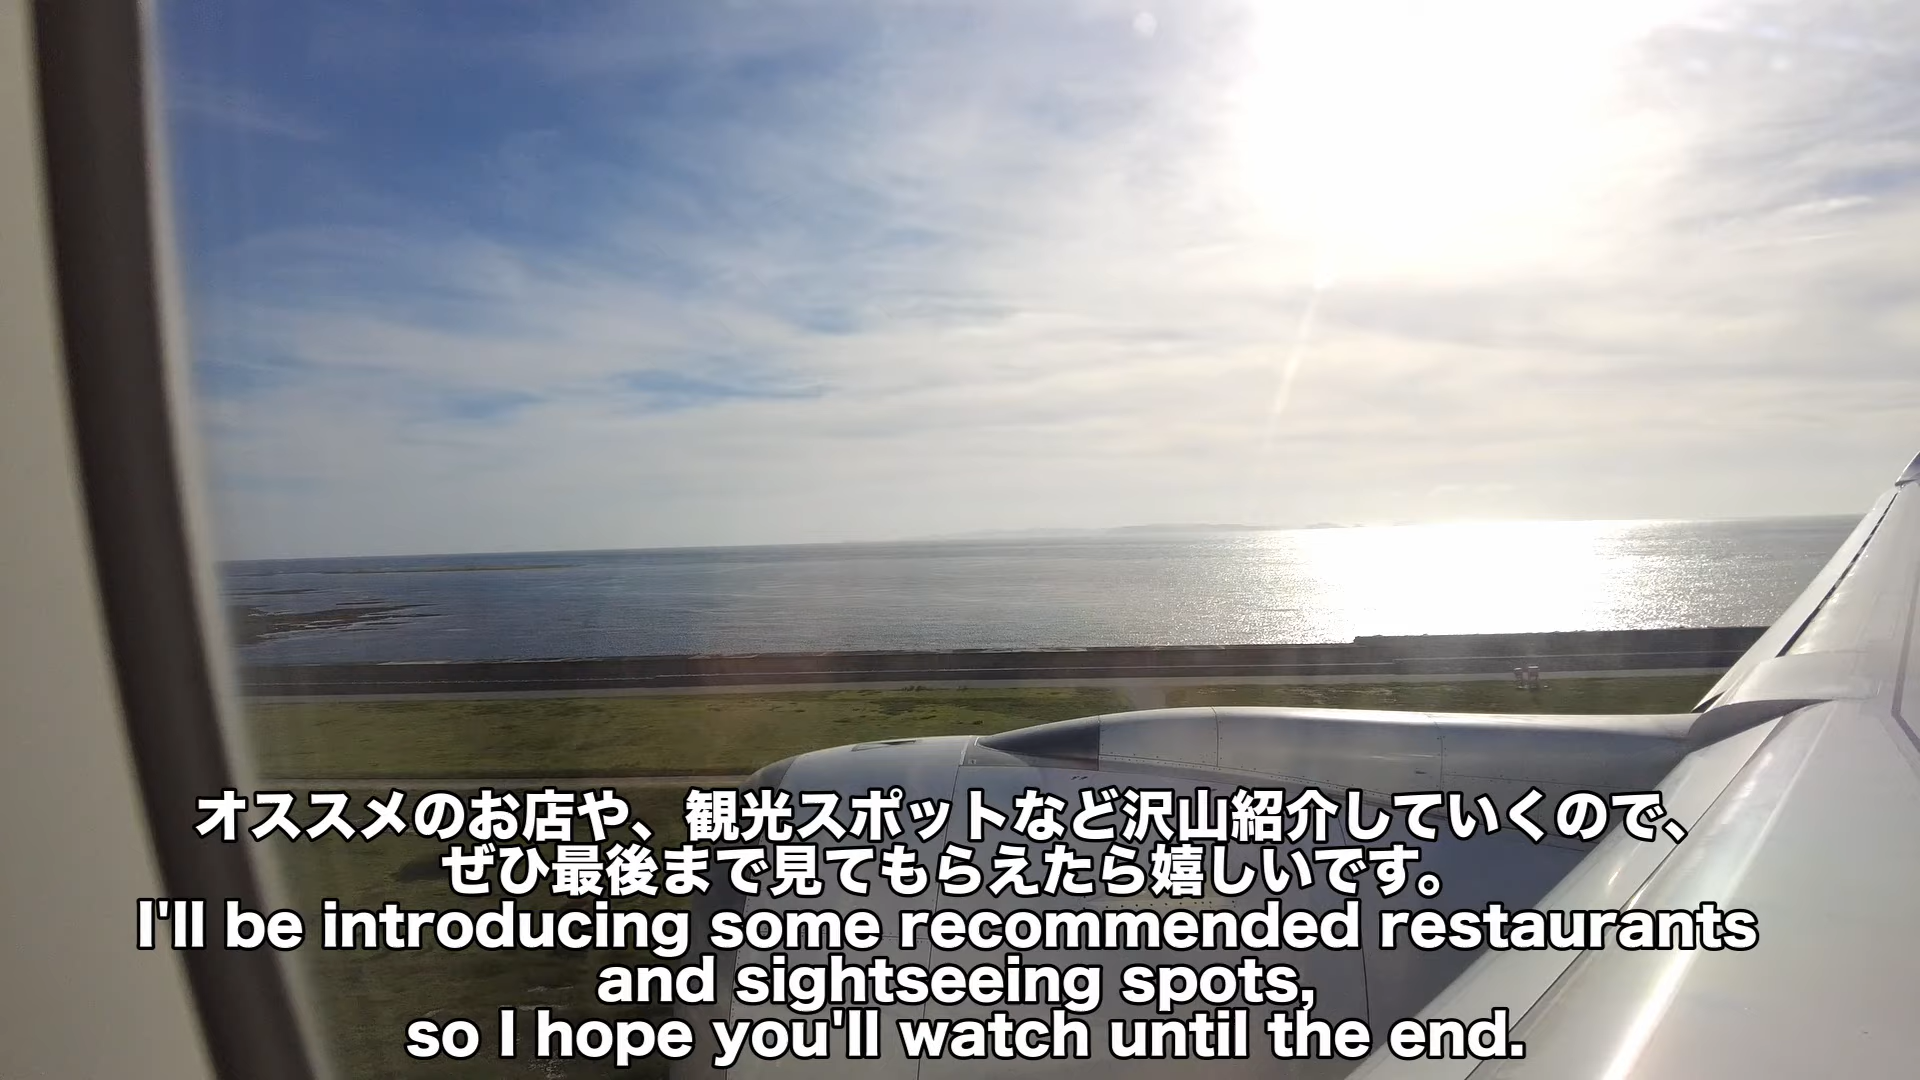 オススメのお店や、観光スポットなど沢山紹介していくので、
ぜひ最後まで見てもらえたら嬉しいです。
I'll be introducing some recommended restaurants
and sightseeing spots,
so I hope you'll watch until the end.